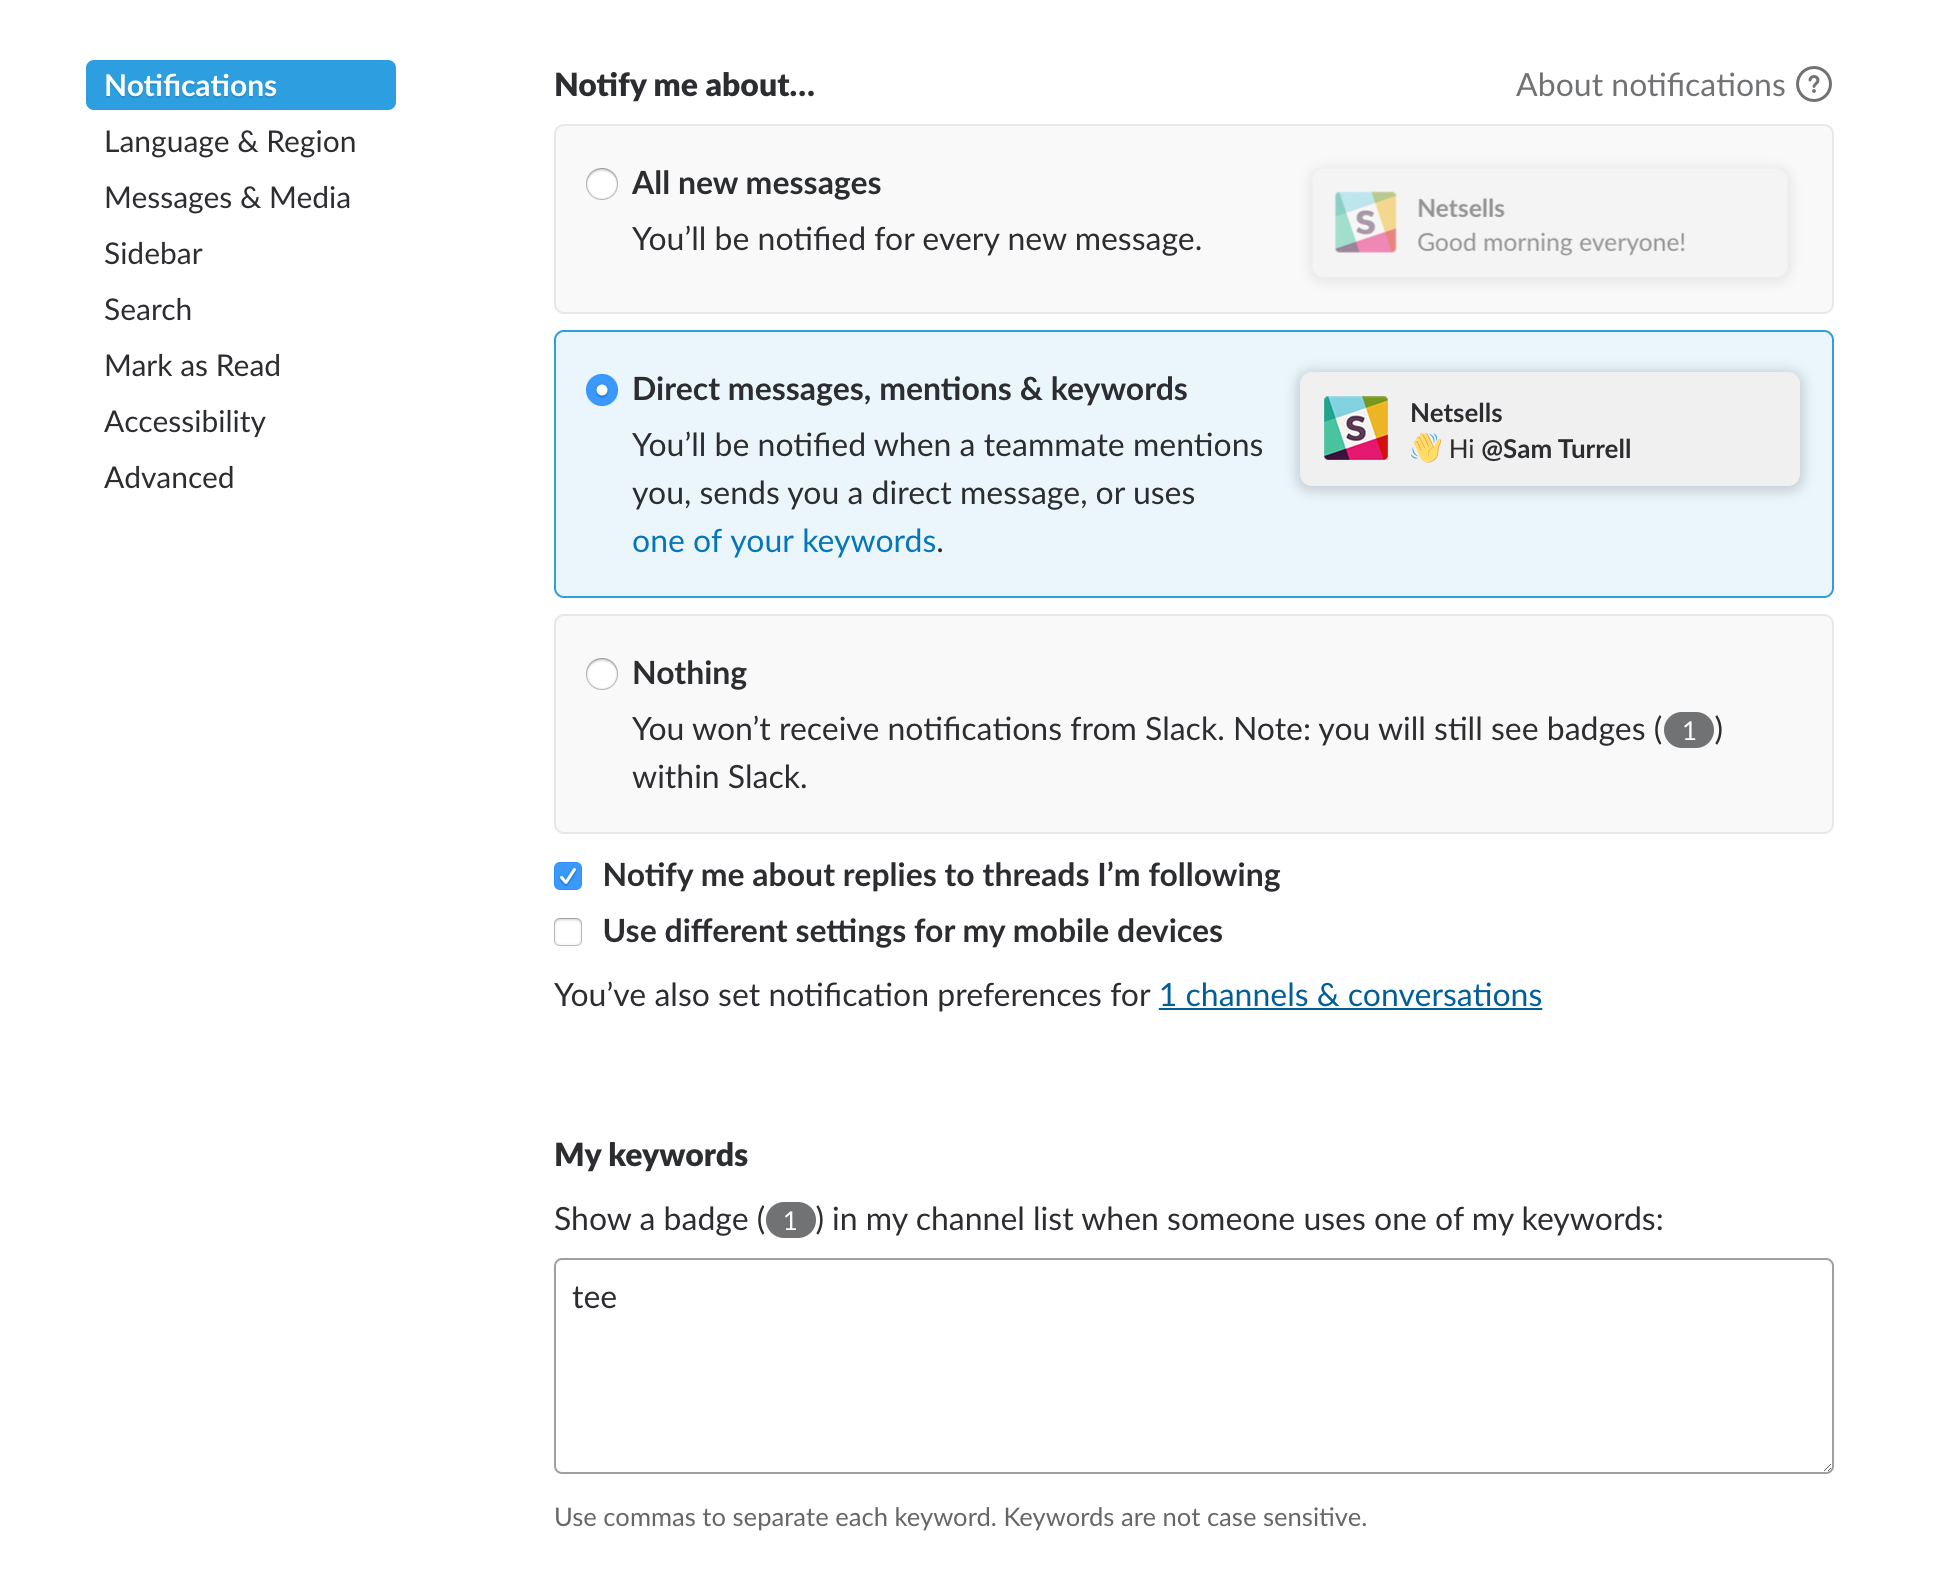 Notifications
Language & Region
Messages & Media
Sidebar
Search
Mark as Read
Accessibility
Advanced
Notify me about...
About notifications ?
All new messages
You’ll be notified for every new message.
S
Netsells
Good morning everyone!
Direct messages, mentions & keywords
You’ll be notified when a teammate mentions
you, sends you a direct message, or uses
one of your keywords.
S
Netsells
👋 Hi @Sam Turrell
Nothing
You won’t receive notifications from Slack. Note: you will still see badges (1)
within Slack.
Notify me about replies to threads I’m following
Use different settings for my mobile devices
You’ve also set notification preferences for 1 channels & conversations
My keywords
Show a badge (1) in my channel list when someone uses one of my keywords:
tee
Use commas to separate each keyword. Keywords are not case sensitive.